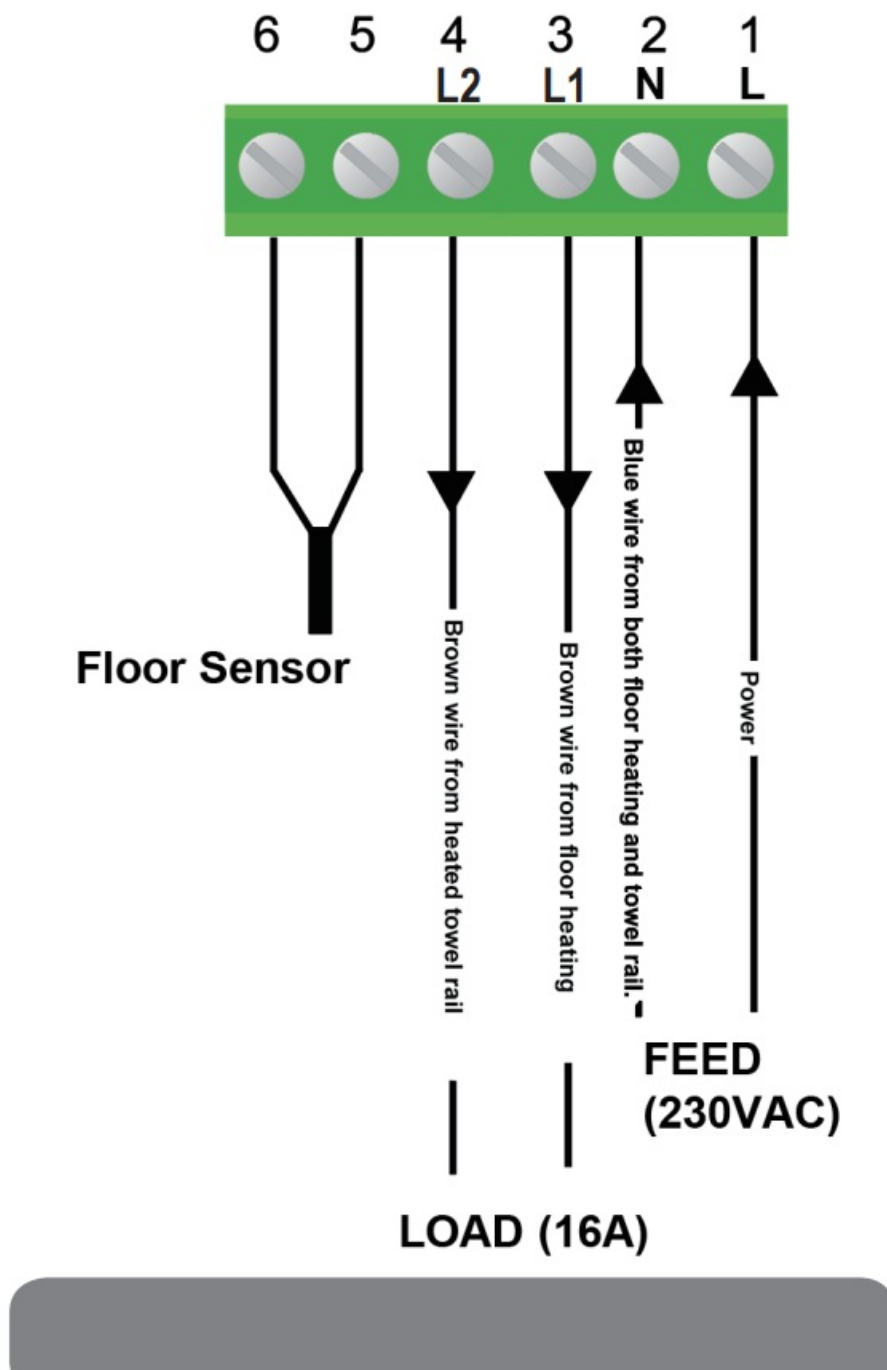 6 5 4 3 2 1
L2 L1 N L
Floor Sensor
Brown wire from heated towel rail
Brown wire from floor heating
Blue wire from both floor heating and towel rail.
Power
FEED
(230VAC)
LOAD (16A)